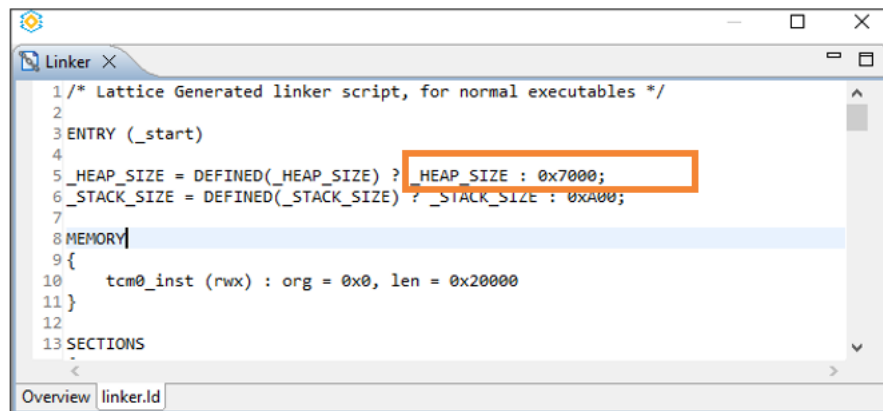 Linker
1 /* Lattice Generated linker script, for normal executables */
2
3 ENTRY (_start)
4
5 _HEAP_SIZE = DEFINED(_HEAP_SIZE) ? _HEAP_SIZE : 0x7000;
6 _STACK_SIZE = DEFINED(_STACK_SIZE) ? _STACK_SIZE : 0xA00;
7
8 MEMORY
9 {
10     tcm0_inst (rwx) : org = 0x0, len = 0x20000
11 }
12
13 SECTIONS
Overview linker.ld